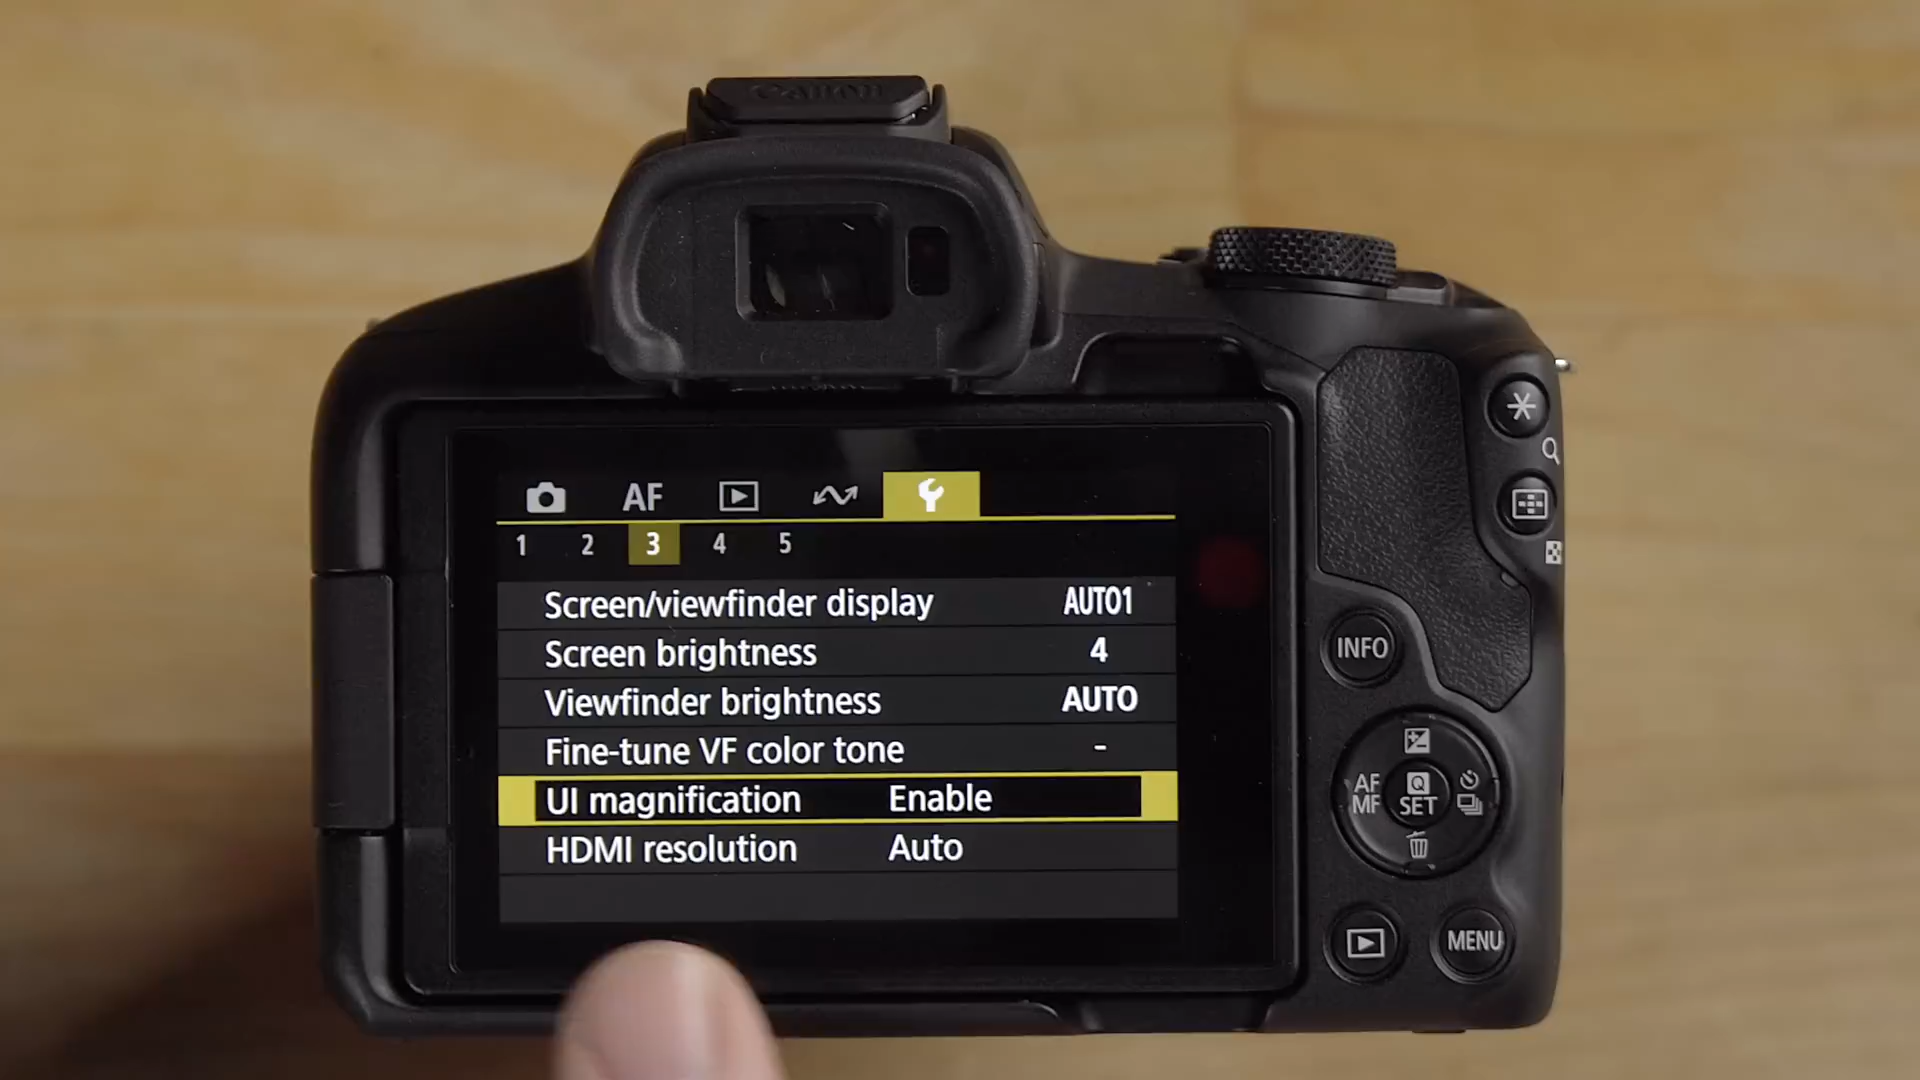 Canon
AF
1 2 3 4 5
Screen/viewfinder display AUTO1
Screen brightness 4
Viewfinder brightness AUTO
Fine-tune VF color tone -
UI magnification Enable
HDMI resolution Auto
INFO
AF
MF
Q
SET
MENU